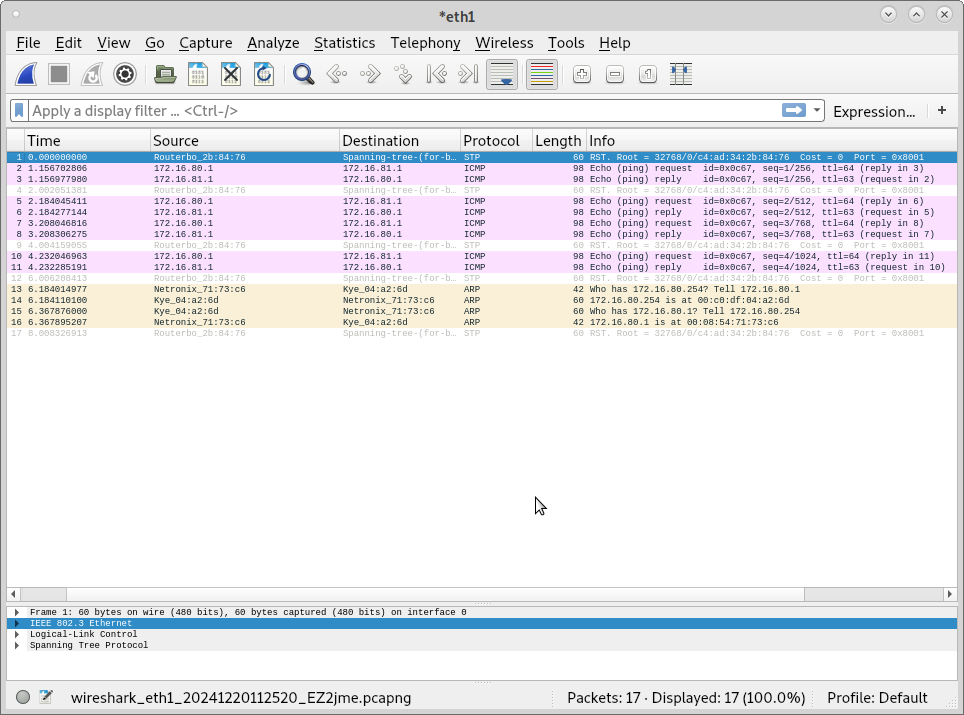 *eth1
File Edit View Go Capture Analyze Statistics Telephony Wireless Tools Help
Apply a display filter ... <Ctrl-/> Expression... +
Time Source Destination Protocol Length Info
1 0.000000000 Routerbo_2b:84:76 Spanning-tree-(for-b… STP 60 RST. Root = 32768/0/c4:ad:34:2b:84:76 Cost = 0 Port = 0x8001
2 1.156702806 172.16.80.1 172.16.81.1 ICMP 98 Echo (ping) request id=0x0c67, seq=1/256, ttl=64 (reply in 3)
3 1.156977980 172.16.81.1 172.16.80.1 ICMP 98 Echo (ping) reply id=0x0c67, seq=1/256, ttl=63 (request in 2)
4 2.002051381 Routerbo_2b:84:76 Spanning-tree-(for-b… STP 60 RST. Root = 32768/0/c4:ad:34:2b:84:76 Cost = 0 Port = 0x8001
5 2.184045411 172.16.80.1 172.16.81.1 ICMP 98 Echo (ping) request id=0x0c67, seq=2/512, ttl=64 (reply in 6)
6 2.184277144 172.16.81.1 172.16.80.1 ICMP 98 Echo (ping) reply id=0x0c67, seq=2/512, ttl=63 (request in 5)
7 3.208046816 172.16.80.1 172.16.81.1 ICMP 98 Echo (ping) request id=0x0c67, seq=3/768, ttl=64 (reply in 8)
8 3.208306275 172.16.81.1 172.16.80.1 ICMP 98 Echo (ping) reply id=0x0c67, seq=3/768, ttl=63 (request in 7)
9 4.004159055 Routerbo_2b:84:76 Spanning-tree-(for-b… STP 60 RST. Root = 32768/0/c4:ad:34:2b:84:76 Cost = 0 Port = 0x8001
10 4.232046963 172.16.80.1 172.16.81.1 ICMP 98 Echo (ping) request id=0x0c67, seq=4/1024, ttl=64 (reply in 11)
11 4.232285191 172.16.81.1 172.16.80.1 ICMP 98 Echo (ping) reply id=0x0c67, seq=4/1024, ttl=63 (request in 10)
12 6.006208413 Routerbo_2b:84:76 Spanning-tree-(for-b… STP 60 RST. Root = 32768/0/c4:ad:34:2b:84:76 Cost = 0 Port = 0x8001
13 6.184014977 Netronix_71:73:c6 Kye_04:a2:6d ARP 42 Who has 172.16.80.254? Tell 172.16.80.1
14 6.184110100 Kye_04:a2:6d Netronix_71:73:c6 ARP 60 172.16.80.254 is at 00:c0:df:04:a2:6d
15 6.367876000 Kye_04:a2:6d Netronix_71:73:c6 ARP 60 Who has 172.16.80.1? Tell 172.16.80.254
16 6.367895207 Netronix_71:73:c6 Kye_04:a2:6d ARP 42 172.16.80.1 is at 00:08:54:71:73:c6
17 8.008326913 Routerbo_2b:84:76 Spanning-tree-(for-b… STP 60 RST. Root = 32768/0/c4:ad:34:2b:84:76 Cost = 0 Port = 0x8001
Frame 1: 60 bytes on wire (480 bits), 60 bytes captured (480 bits) on interface 0
IEEE 802.3 Ethernet
Logical-Link Control
Spanning Tree Protocol
wireshark_eth1_20241220112520_EZ2jme.pcapng Packets: 17 · Displayed: 17 (100.0%) Profile: Default